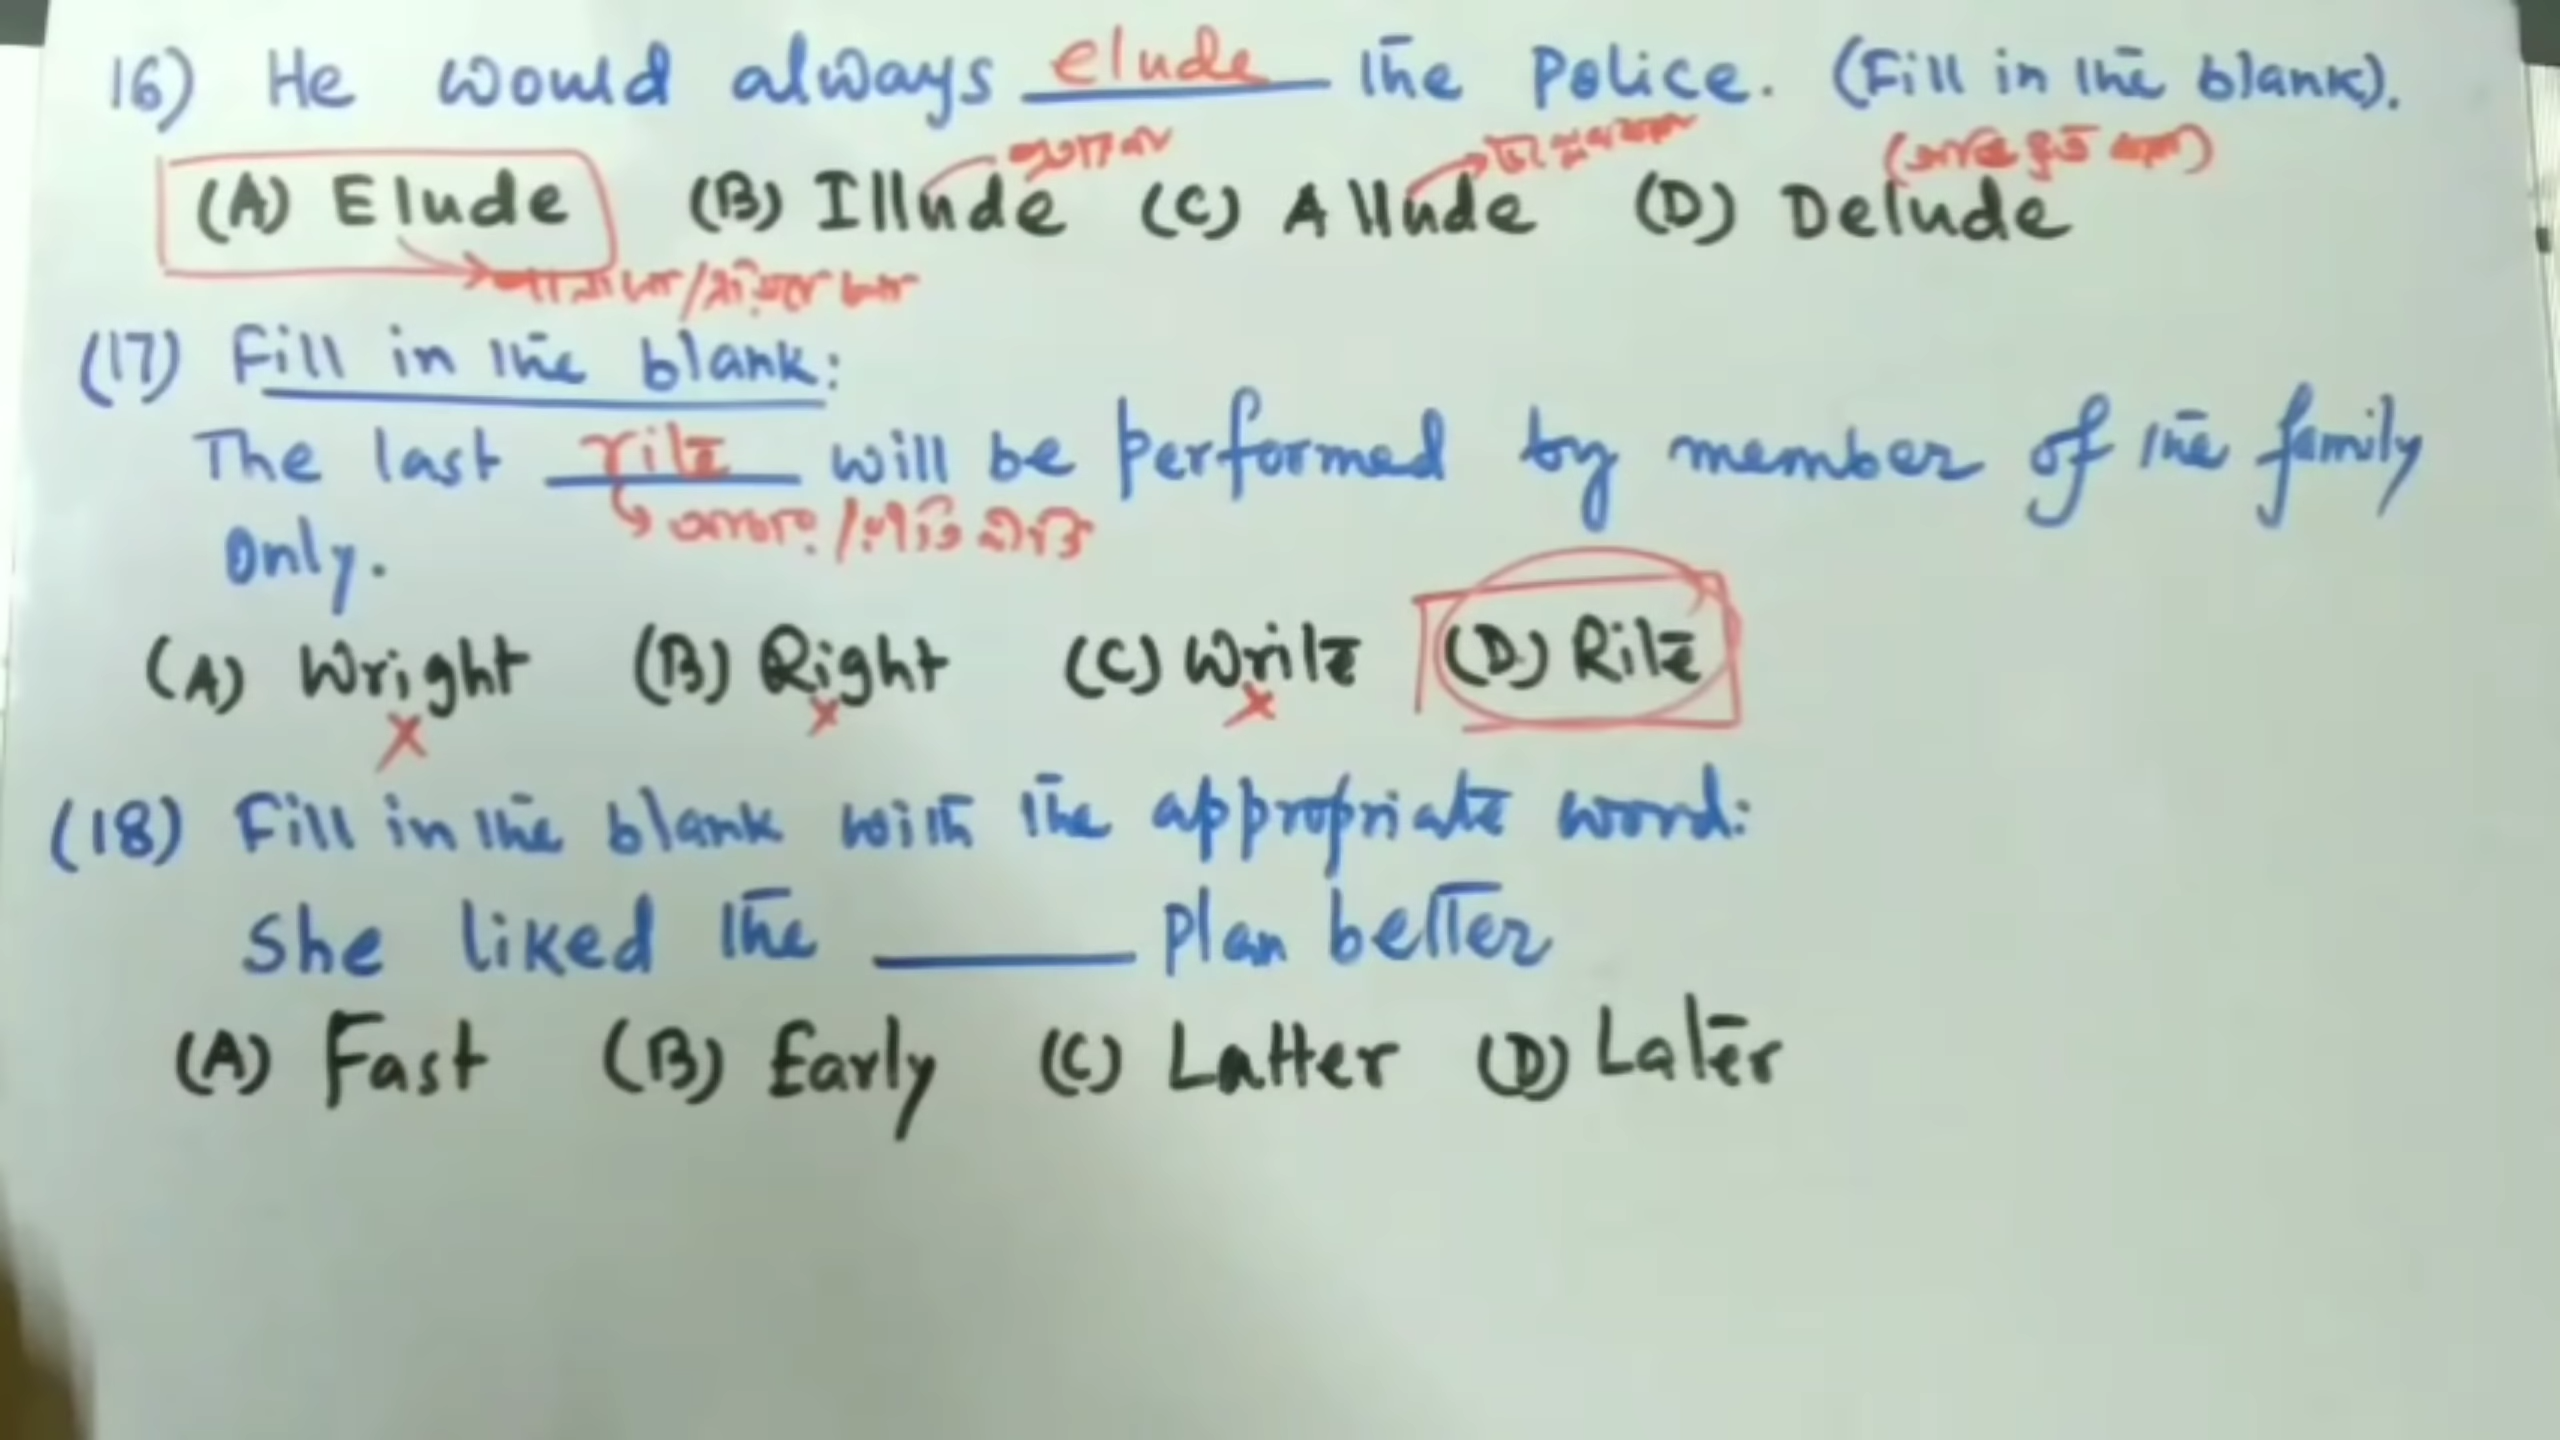 16) He would always elude the Police. (Fill in the blank).
(A) Elude (B) Illude (C) Allude (D) Delude
(17) Fill in the blank:
The last rite will be performed by member of the family
only.
(A) Wright (B) Right (C) Write (D) Rite
(18) Fill in the blank with the appropriate word:
She liked the ______ plan better
(A) Fast (B) Early (C) Latter (D) Later